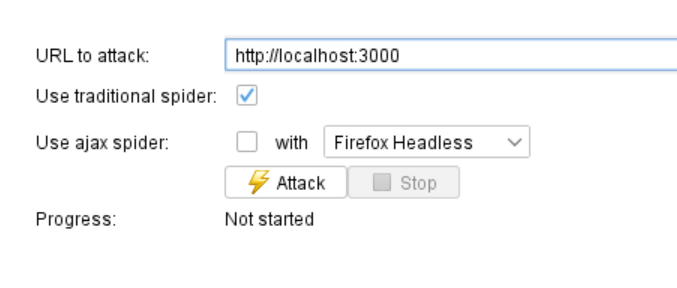 URL to attack: http://localhost:3000
Use traditional spider:
Use ajax spider: with Firefox Headless
Attack Stop
Progress: Not started